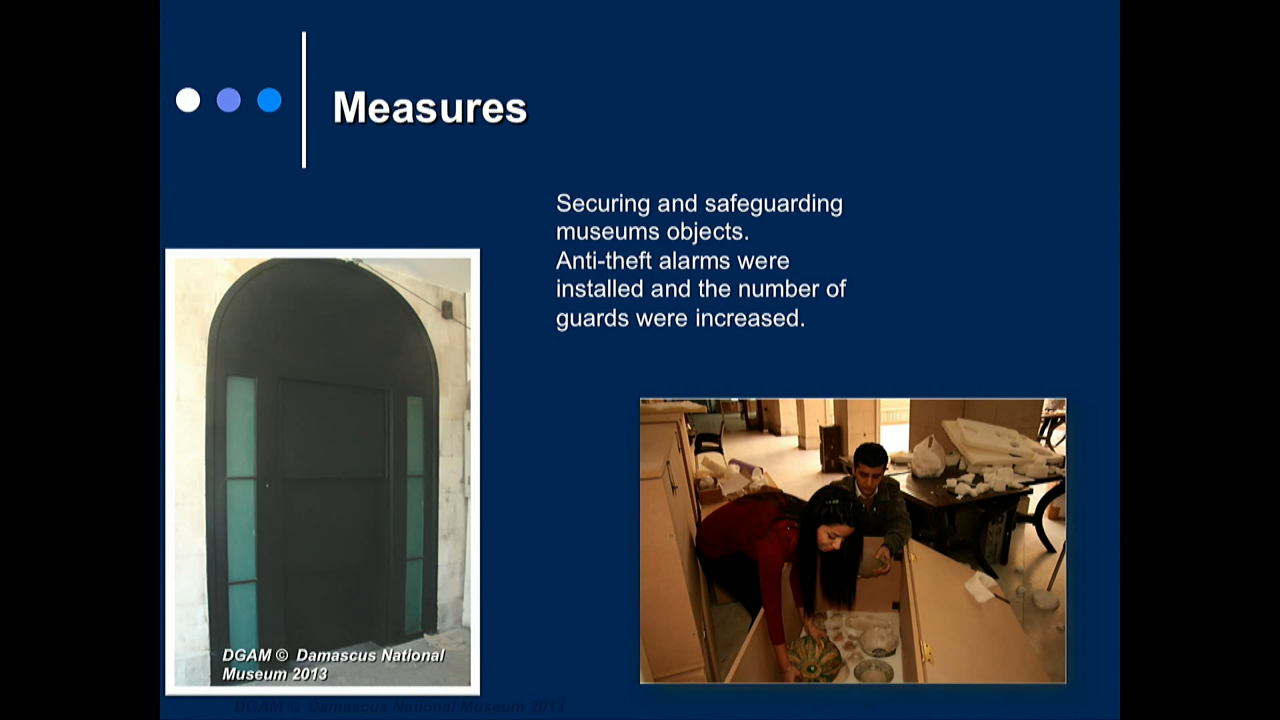 Measures
Securing and safeguarding
museums objects.
Anti-theft alarms were
installed and the number of
guards were increased.
DGAM © Damascus National
Museum 2013
DGAM © Damascus National Museum 2013